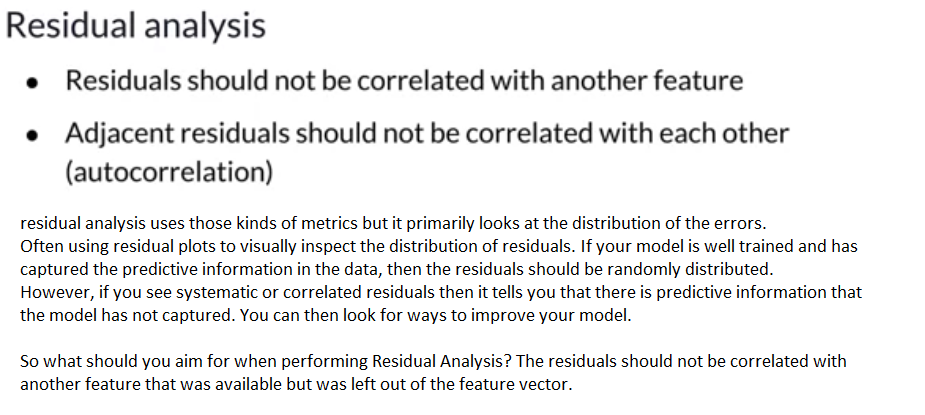 Residual analysis
● Residuals should not be correlated with another feature
● Adjacent residuals should not be correlated with each other
(autocorrelation)
residual analysis uses those kinds of metrics but it primarily looks at the distribution of the errors.
Often using residual plots to visually inspect the distribution of residuals. If your model is well trained and has
captured the predictive information in the data, then the residuals should be randomly distributed.
However, if you see systematic or correlated residuals then it tells you that there is predictive information that
the model has not captured. You can then look for ways to improve your model.
So what should you aim for when performing Residual Analysis? The residuals should not be correlated with
another feature that was available but was left out of the feature vector.